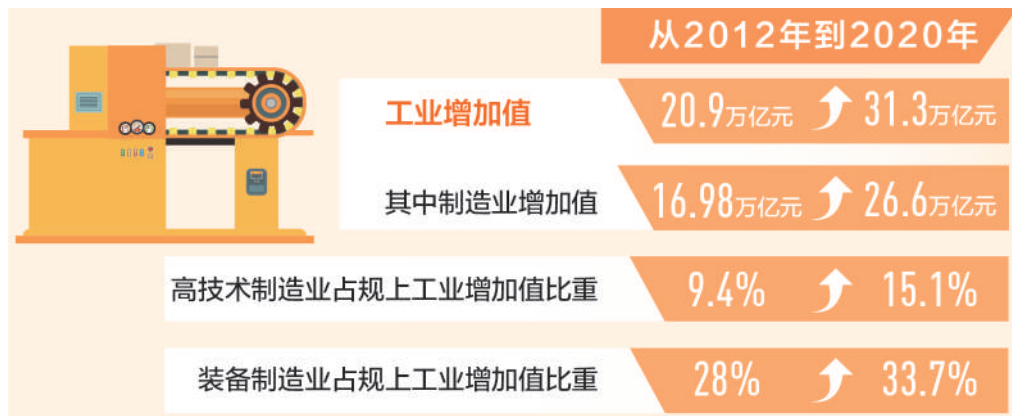 从2012年到2020年
工业增加值 20.9万亿元 31.3万亿元
其中制造业增加值 16.98万亿元 26.6万亿元
高技术制造业占规上工业增加值比重 9.4% 15.1%
装备制造业占规上工业增加值比重 28% 33.7%